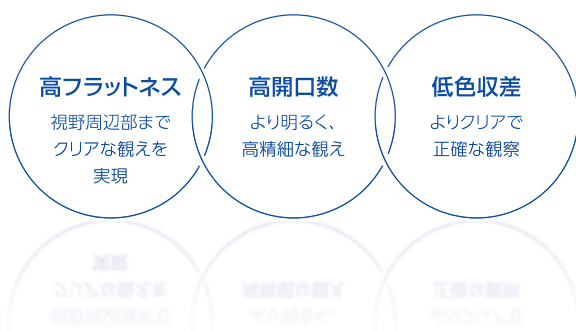 高フラットネス
視野周辺部まで
クリアな観えを
実現
高開口数
より明るく、
高精細な観え
低色収差
よりクリアで
正確な観察